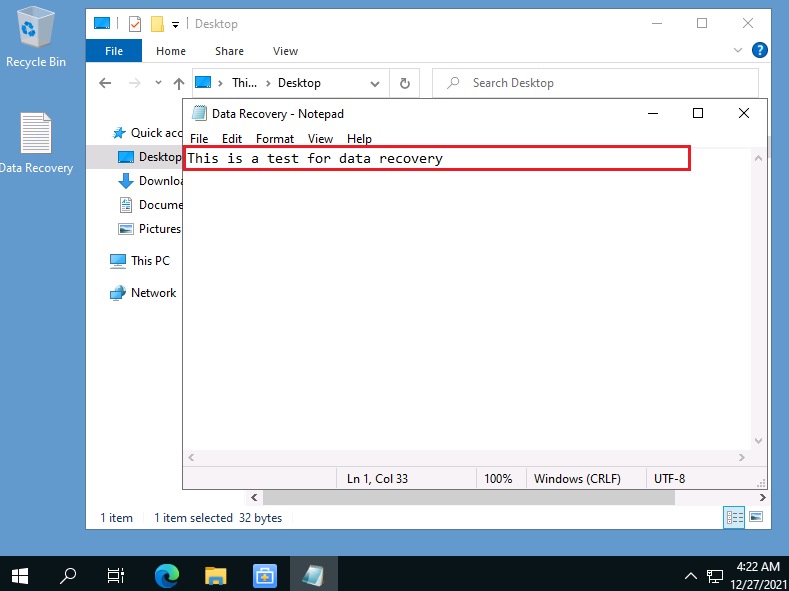 Recycle Bin
Data Recovery
Desktop
File Home Share View
Thi... Desktop
Search Desktop
Quick acc
Desktop
Downloa
Docume
Pictures
This PC
Network
Data Recovery - Notepad
File Edit Format View Help
This is a test for data recovery
Ln 1, Col 33 100% Windows (CRLF) UTF-8
1 item 1 item selected 32 bytes
4:22 AM
12/27/2021